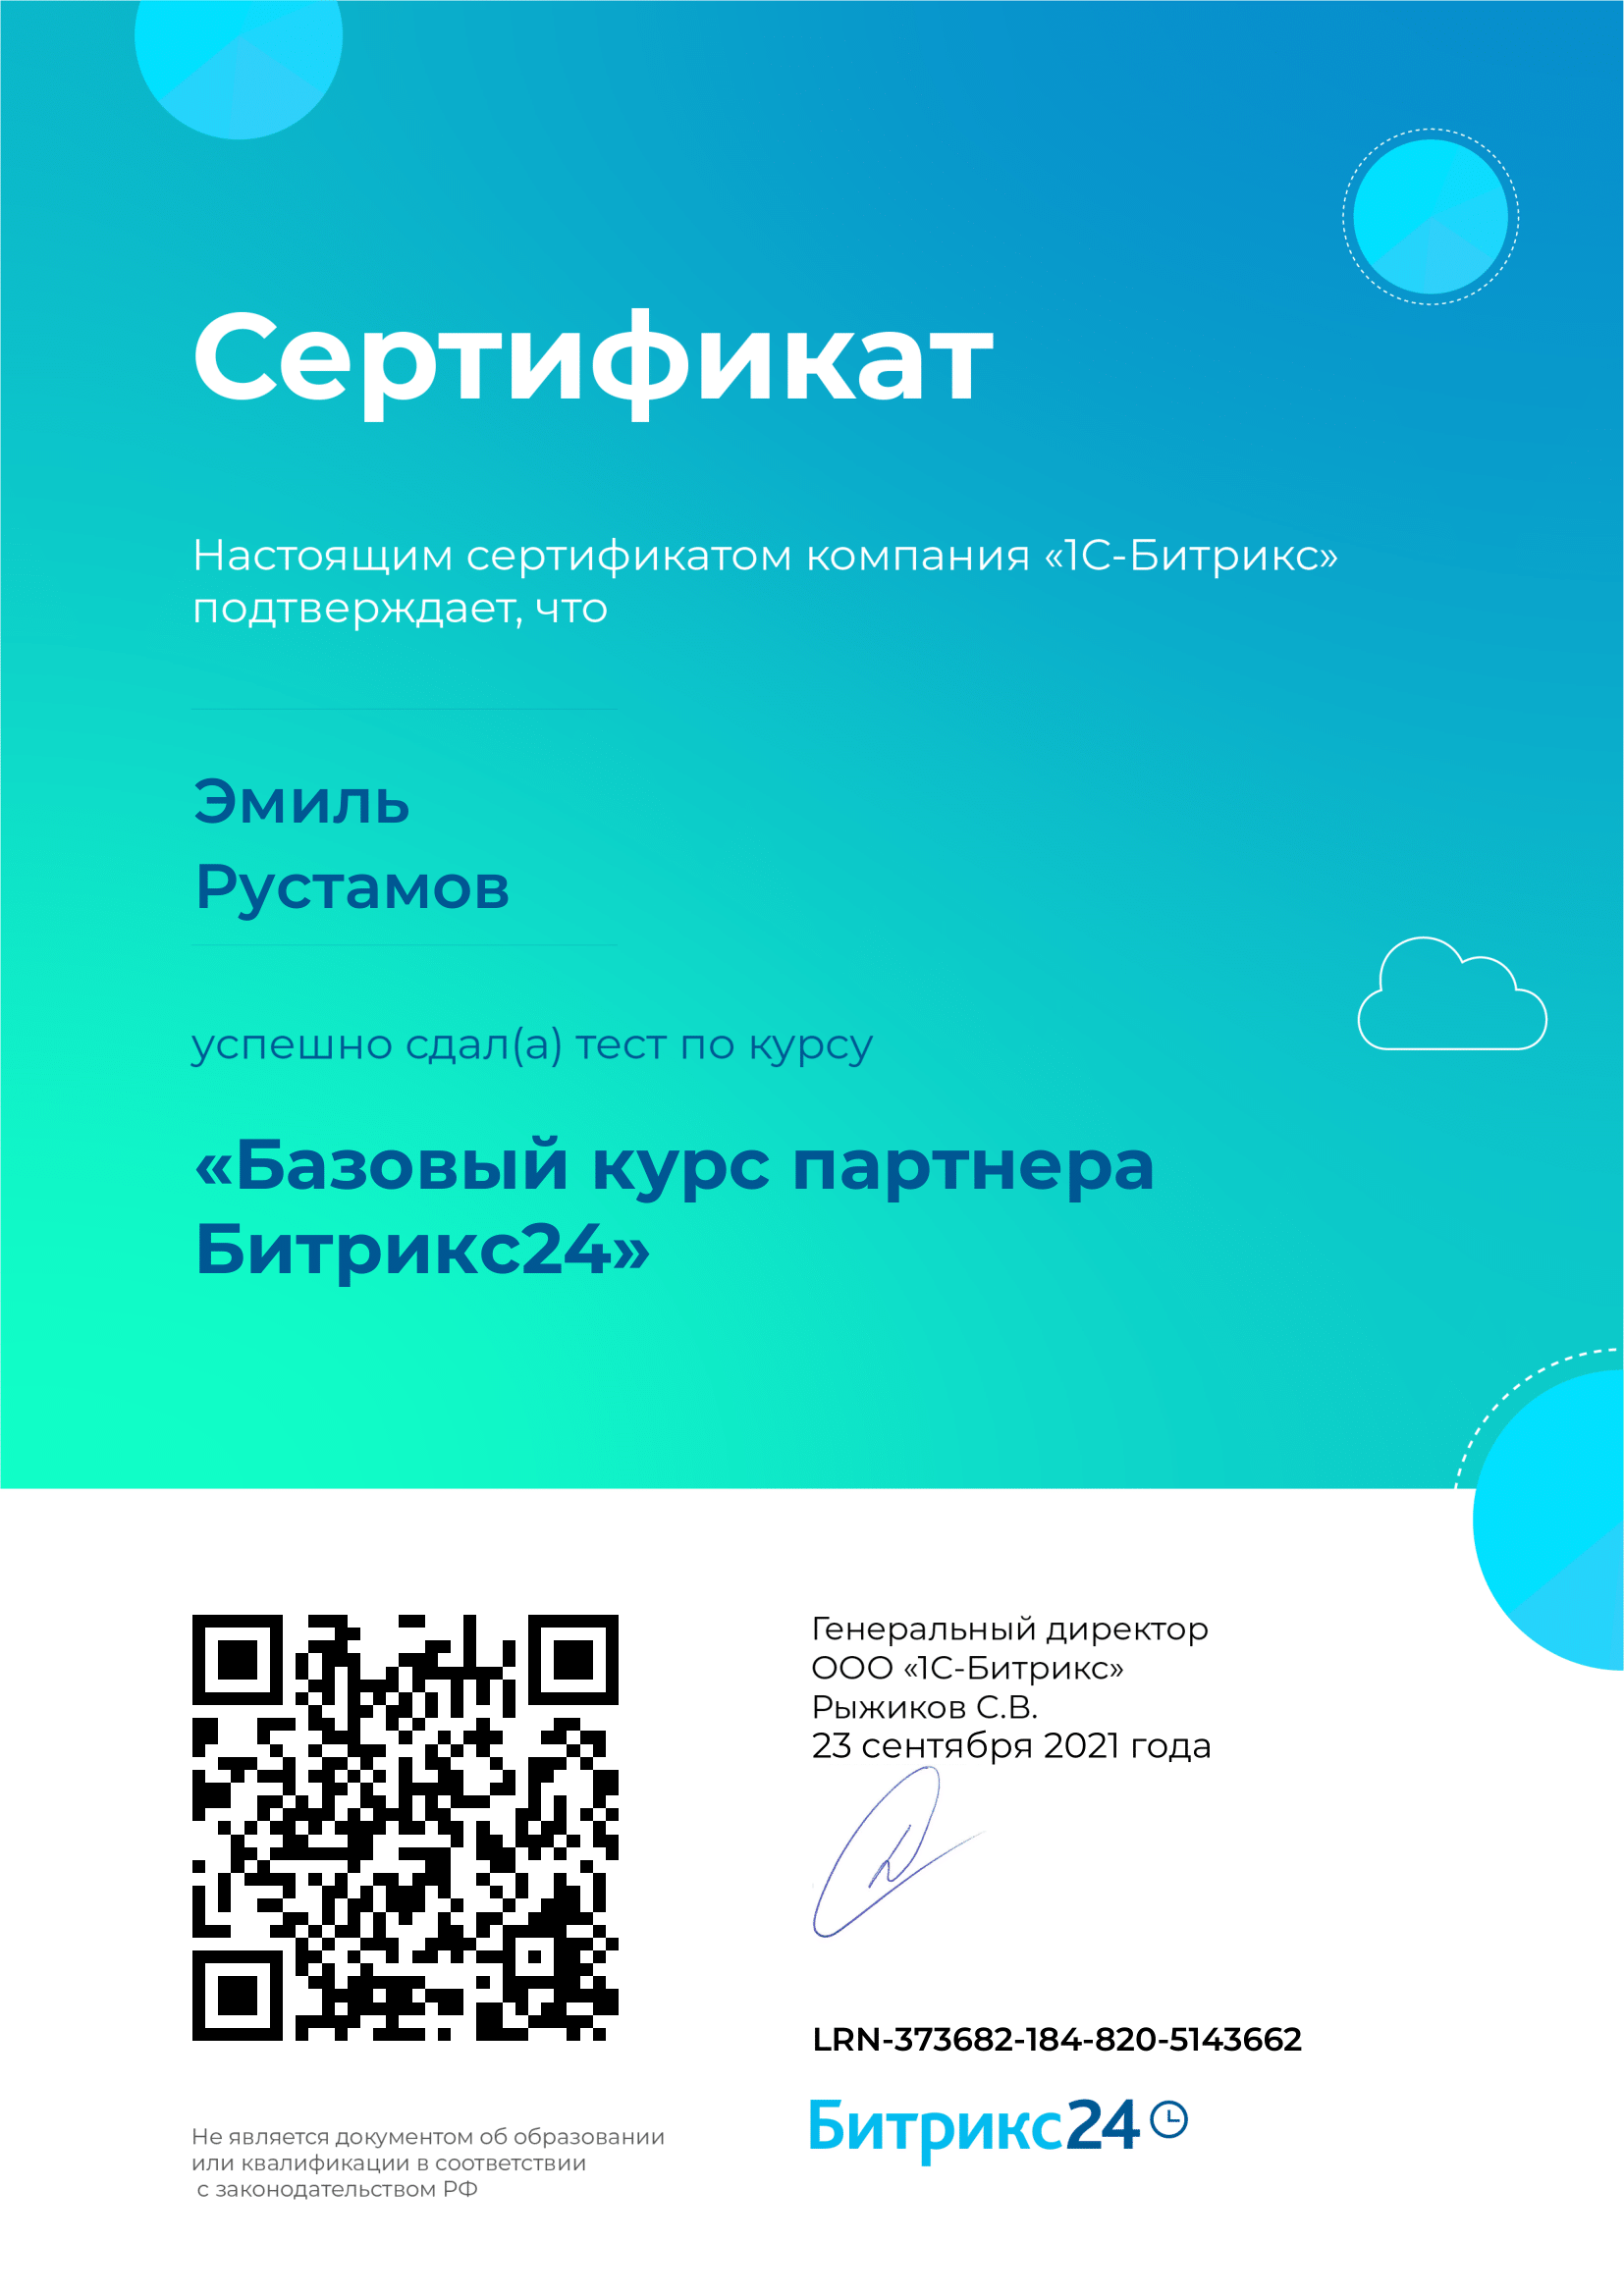 Сертификат
Настоящим сертификатом компания «1С-Битрикс»
подтверждает, что
Эмиль
Рустамов
успешно сдал(а) тест по курсу
«Базовый курс партнера
Битрикс24»
Генеральный директор
ООО «1С-Битрикс»
Рыжиков С.В.
23 сентября 2021 года
LRN-373682-184-820-5143662
Битрикс24
Не является документом об образовании
или квалификации в соответствии
с законодательством РФ